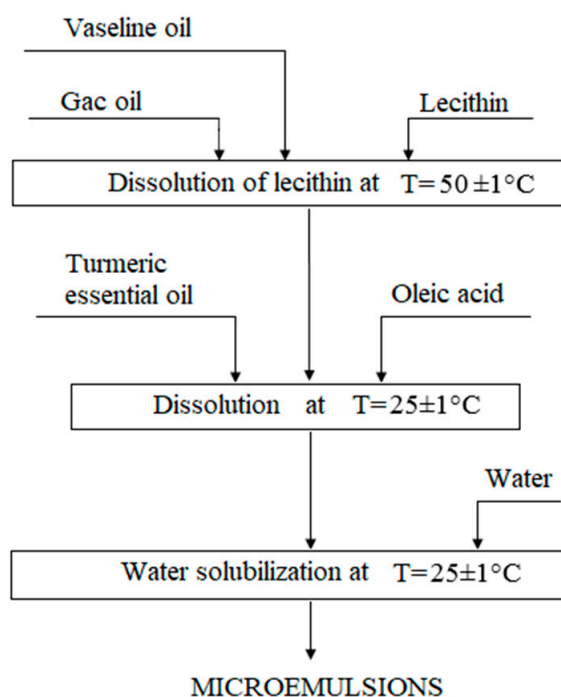 Vaseline oil
Gac oil
Lecithin
Dissolution of lecithin at T=50±1°C
Turmeric
essential oil
Oleic acid
Dissolution at T=25±1°C
Water
Water solubilization at T=25±1°C
MICROEMULSIONS